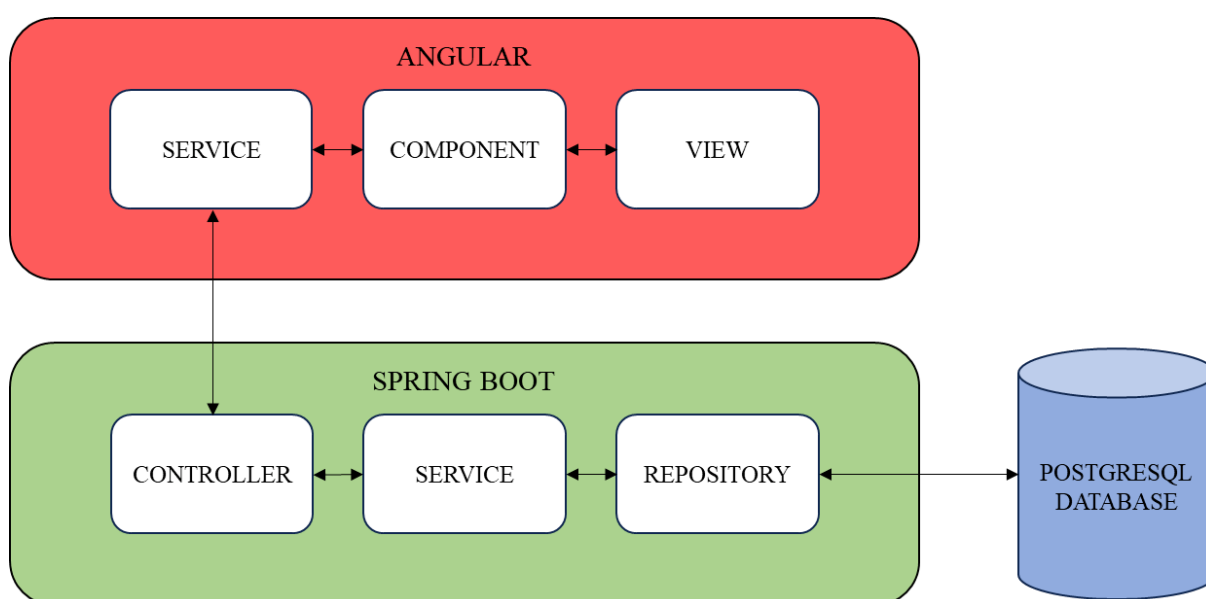 ANGULAR
SERVICE
COMPONENT
VIEW
SPRING BOOT
CONTROLLER
SERVICE
REPOSITORY
POSTGRESQL
DATABASE